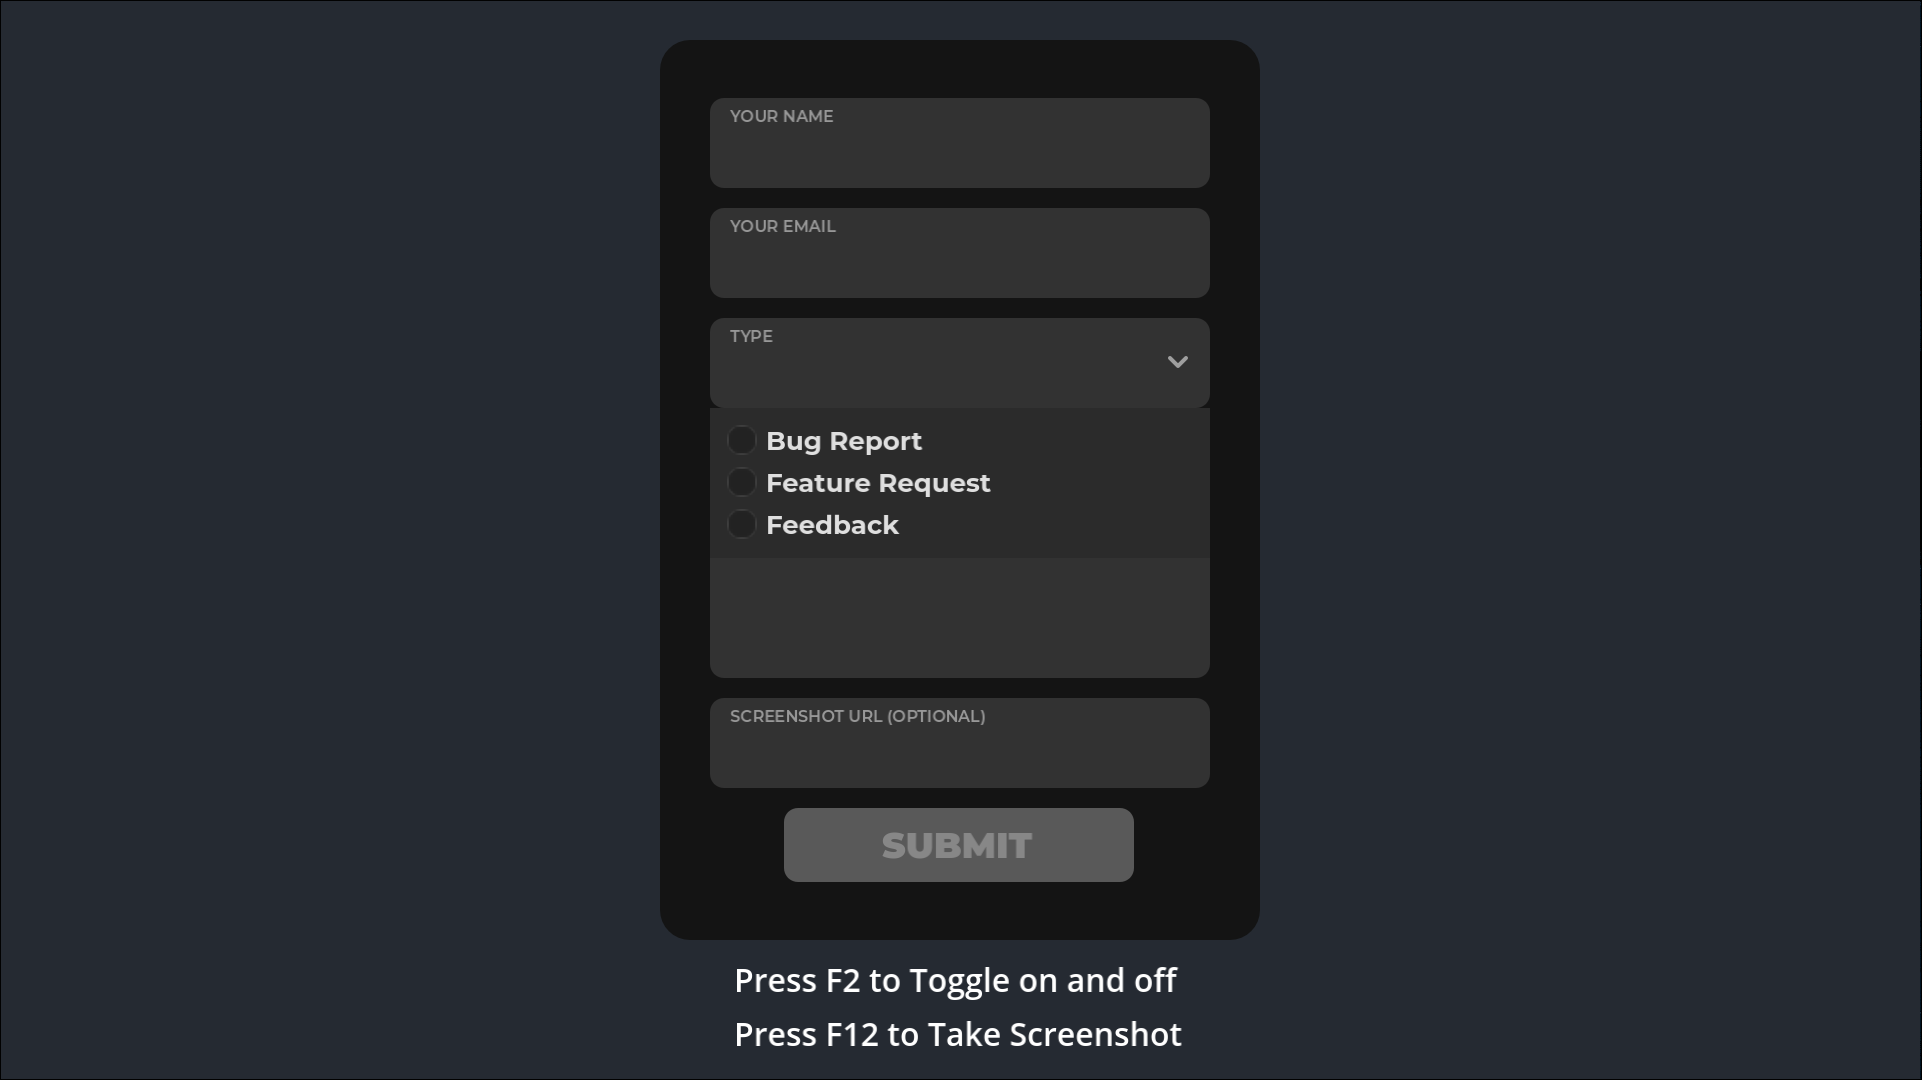 YOUR NAME
YOUR EMAIL
TYPE
Bug Report
Feature Request
Feedback
SCREENSHOT URL (OPTIONAL)
SUBMIT
Press F2 to Toggle on and off
Press F12 to Take Screenshot